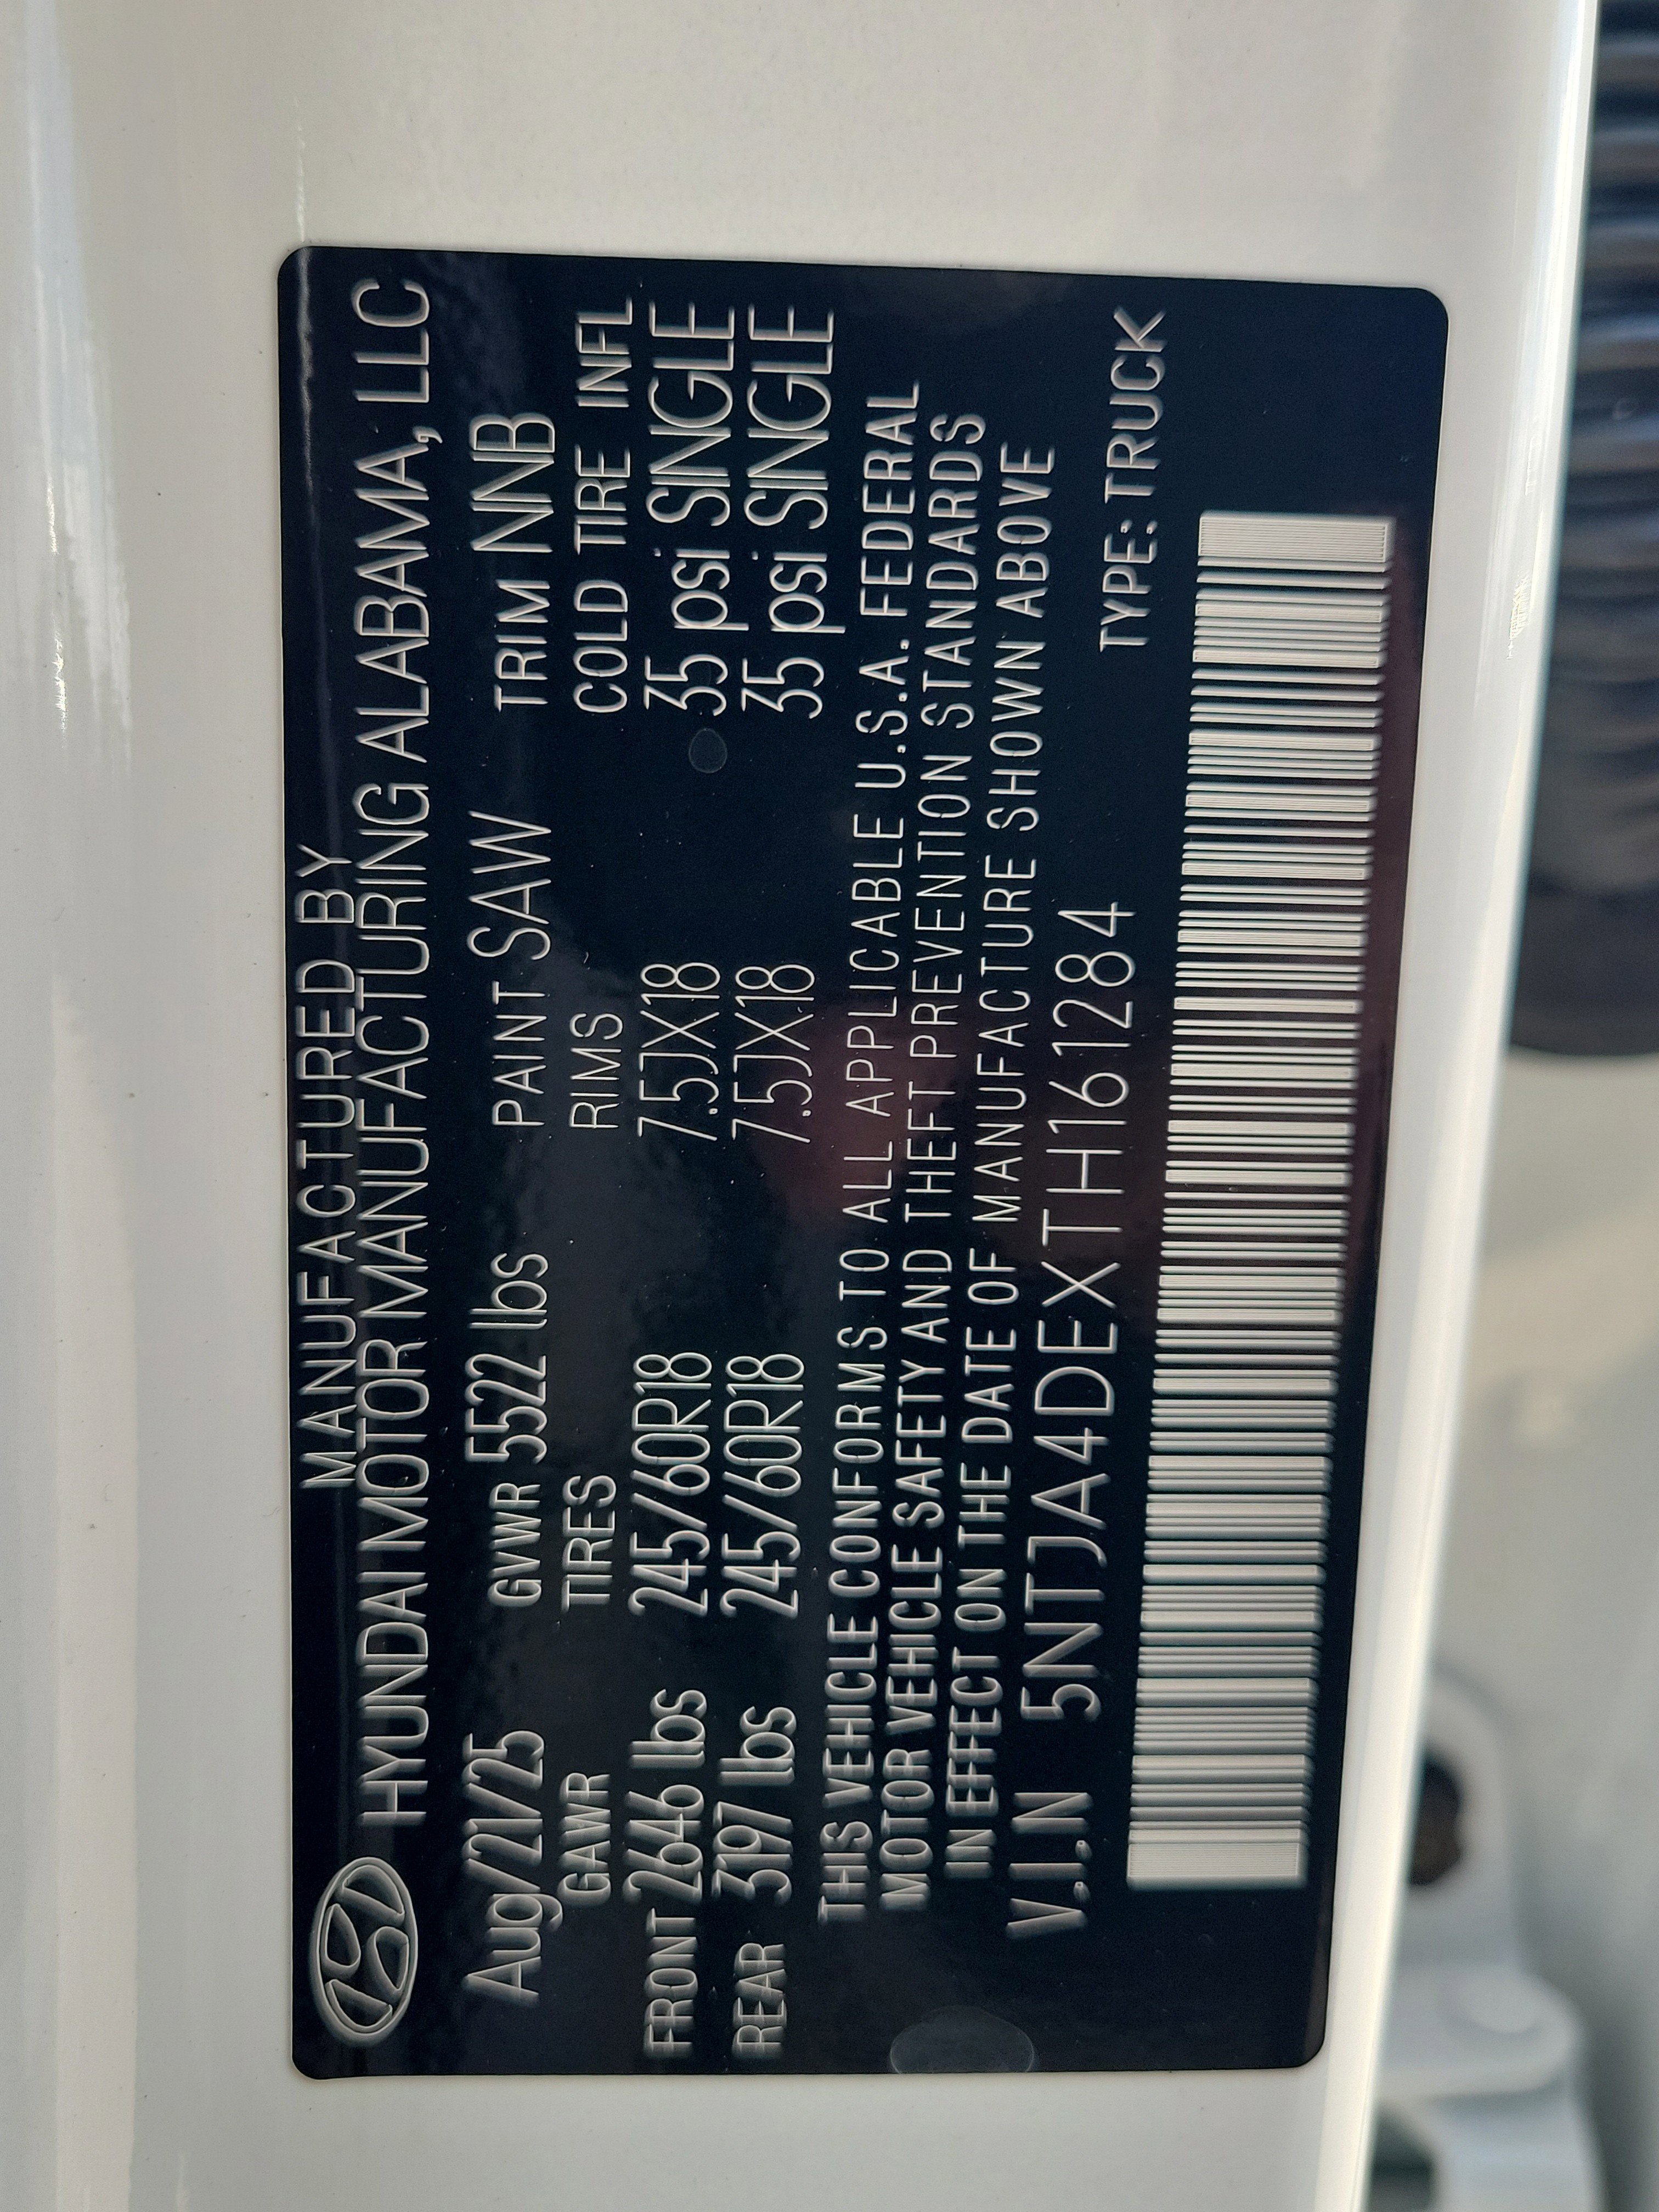 MANUFACTURED BY
HYUNDAI MOTOR MANUFACTURING ALABAMA, LLC
Aug/21/25 GVWR 5522 lbs PAINT SAW TRIM NNB
GAWR TIRES RIMS COLD TIRE INFL
FRONT 2646 lbs 245/60R18 7.5JX18 35 psi SINGLE
REAR 3197 lbs 245/60R18 7.5JX18 35 psi SINGLE
THIS VEHICLE CONFORMS TO ALL APPLICABLE U.S.A. FEDERAL
MOTOR VEHICLE SAFETY AND THEFT PREVENTION STANDARDS
IN EFFECT ON THE DATE OF MANUFACTURE SHOWN ABOVE
V.I.N 5NTJA4DEXTH161284 TYPE: TRUCK